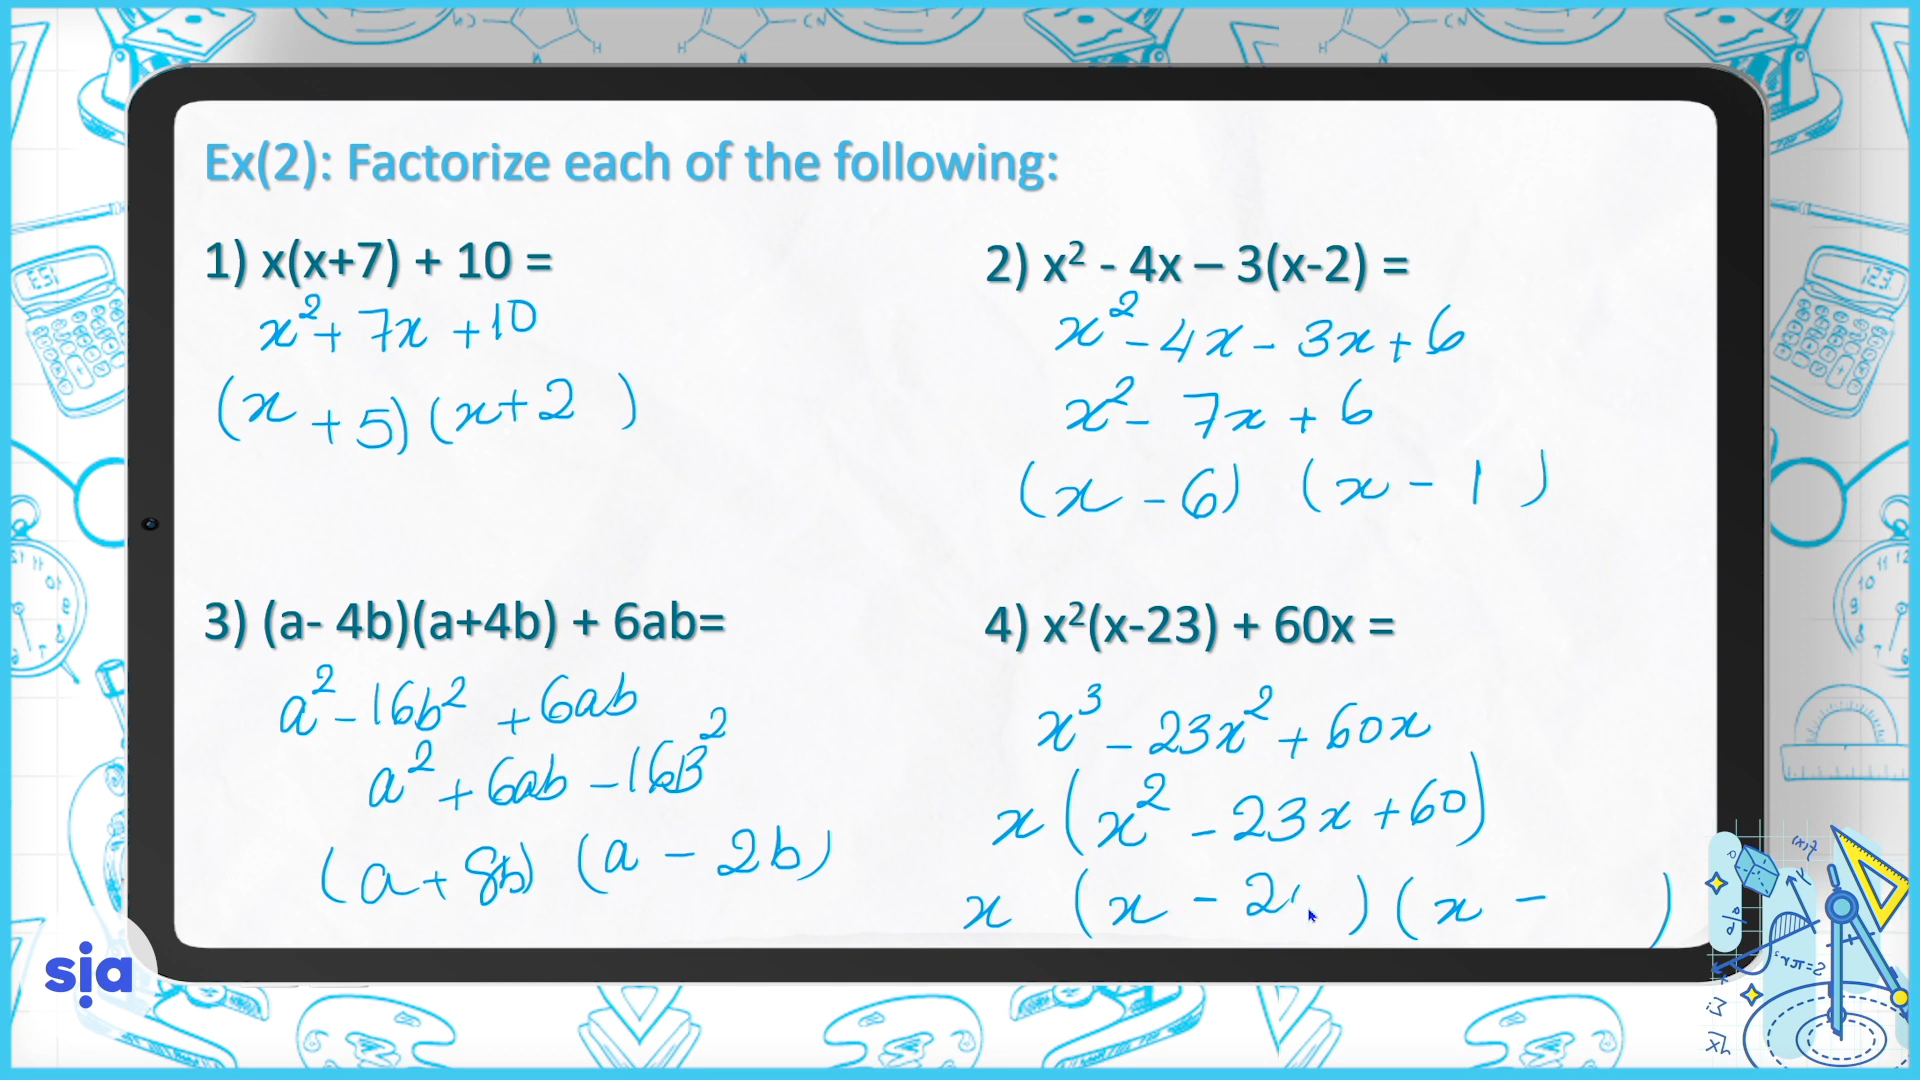 Ex(2): Factorize each of the following:
1) x(x+7) + 10 =
x² + 7x + 10
(x + 5) (x + 2 )
2) x² - 4x – 3(x-2) =
x² - 4x - 3x + 6
x² - 7x + 6
(x - 6) (x - 1 )
3) (a- 4b)(a+4b) + 6ab=
a² - 16b² + 6ab
a² + 6ab - 16B²
(a + 8b) (a - 2b)
4) x²(x-23) + 60x =
x³ - 23x² + 60x
x (x² - 23x + 60)
x (x - 2 ) (x - )
sia